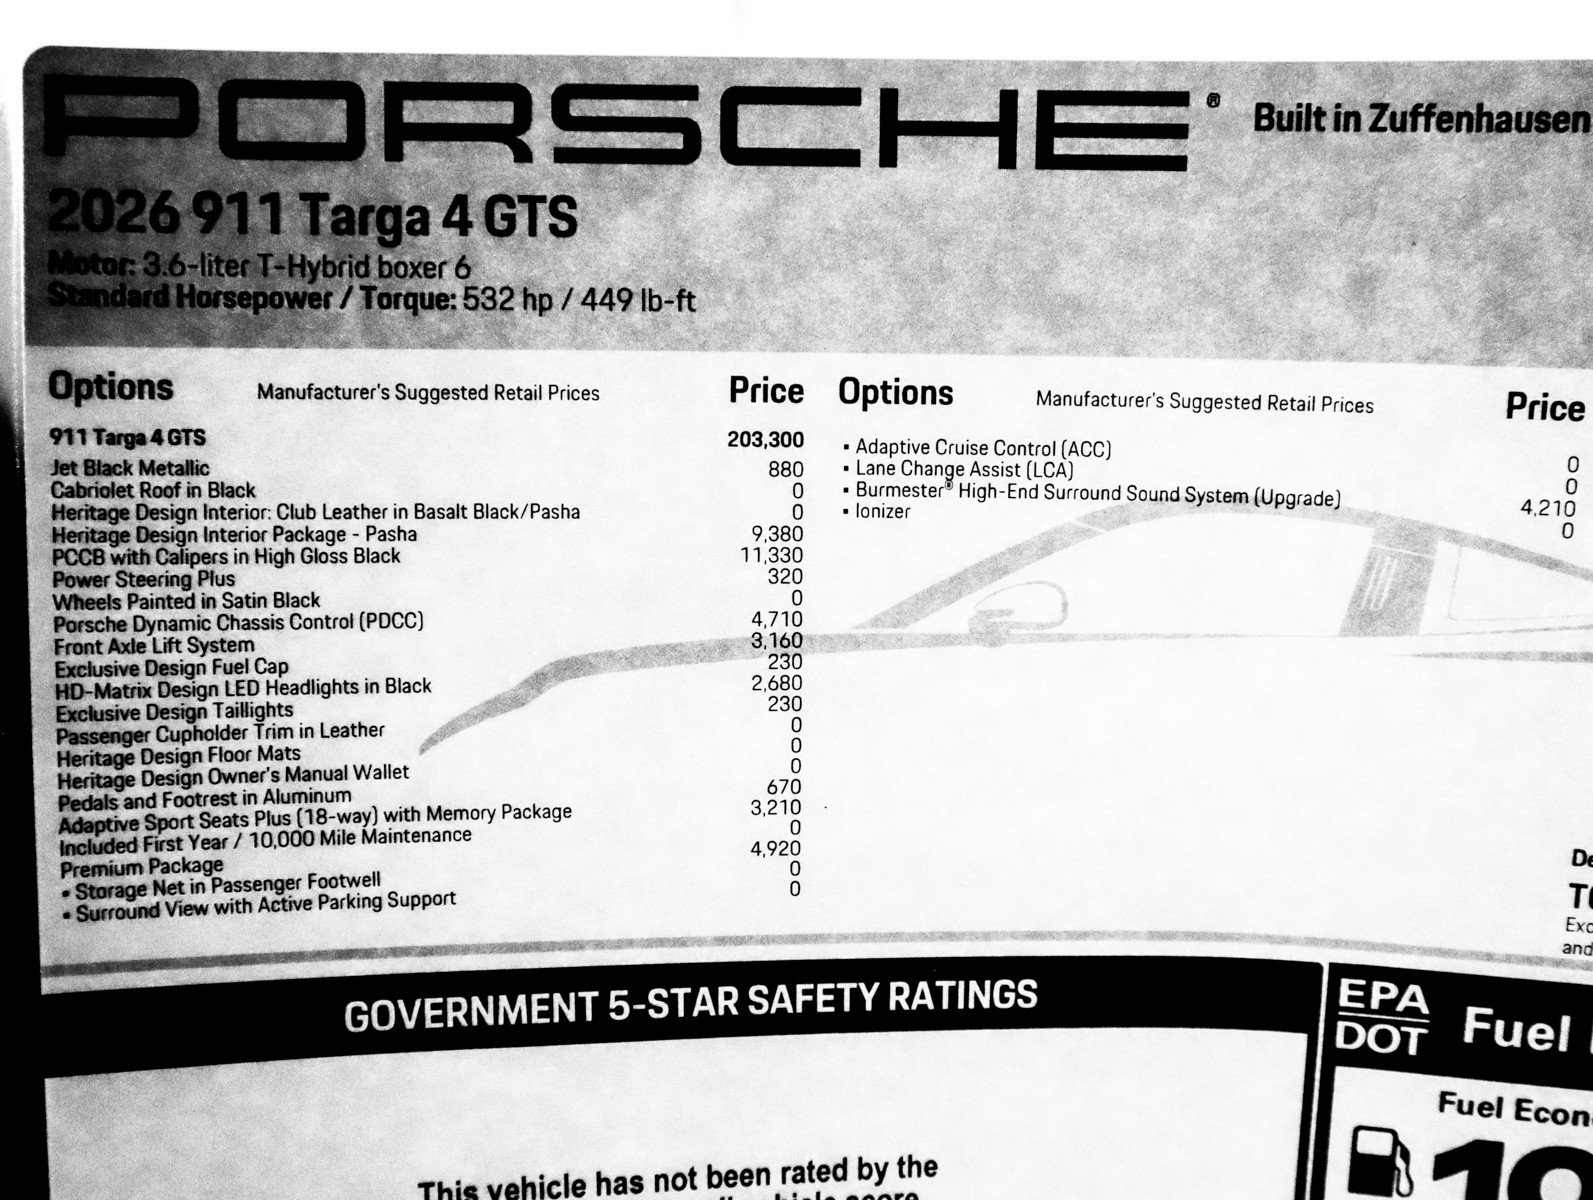 PORSCHE®
Built in Zuffenhausen
2026 911 Targa 4 GTS
Motor: 3.6-liter T-Hybrid boxer 6
Standard Horsepower / Torque: 532 hp / 449 lb-ft
Options Manufacturer's Suggested Retail Prices Price
911 Targa 4 GTS 203,300
Jet Black Metallic 880
Cabriolet Roof in Black 0
Heritage Design Interior: Club Leather in Basalt Black/Pasha 0
Heritage Design Interior Package - Pasha 9,380
PCCB with Calipers in High Gloss Black 11,330
Power Steering Plus 320
Wheels Painted in Satin Black 0
Porsche Dynamic Chassis Control (PDCC) 4,710
Front Axle Lift System 3,160
Exclusive Design Fuel Cap 230
HD-Matrix Design LED Headlights in Black 2,680
Exclusive Design Taillights 230
Passenger Cupholder Trim in Leather 0
Heritage Design Floor Mats 0
Heritage Design Owner's Manual Wallet 0
Pedals and Footrest in Aluminum 670
Adaptive Sport Seats Plus (18-way) with Memory Package 3,210
Included First Year / 10,000 Mile Maintenance 0
Premium Package 4,920
• Storage Net in Passenger Footwell 0
• Surround View with Active Parking Support 0
Options Manufacturer's Suggested Retail Prices Price
• Adaptive Cruise Control (ACC) 0
• Lane Change Assist (LCA) 0
• Burmester® High-End Surround Sound System (Upgrade) 4,210
• Ionizer 0
and
GOVERNMENT 5-STAR SAFETY RATINGS
This vehicle has not been rated by the
EPA
DOT
Fuel
Fuel Econ